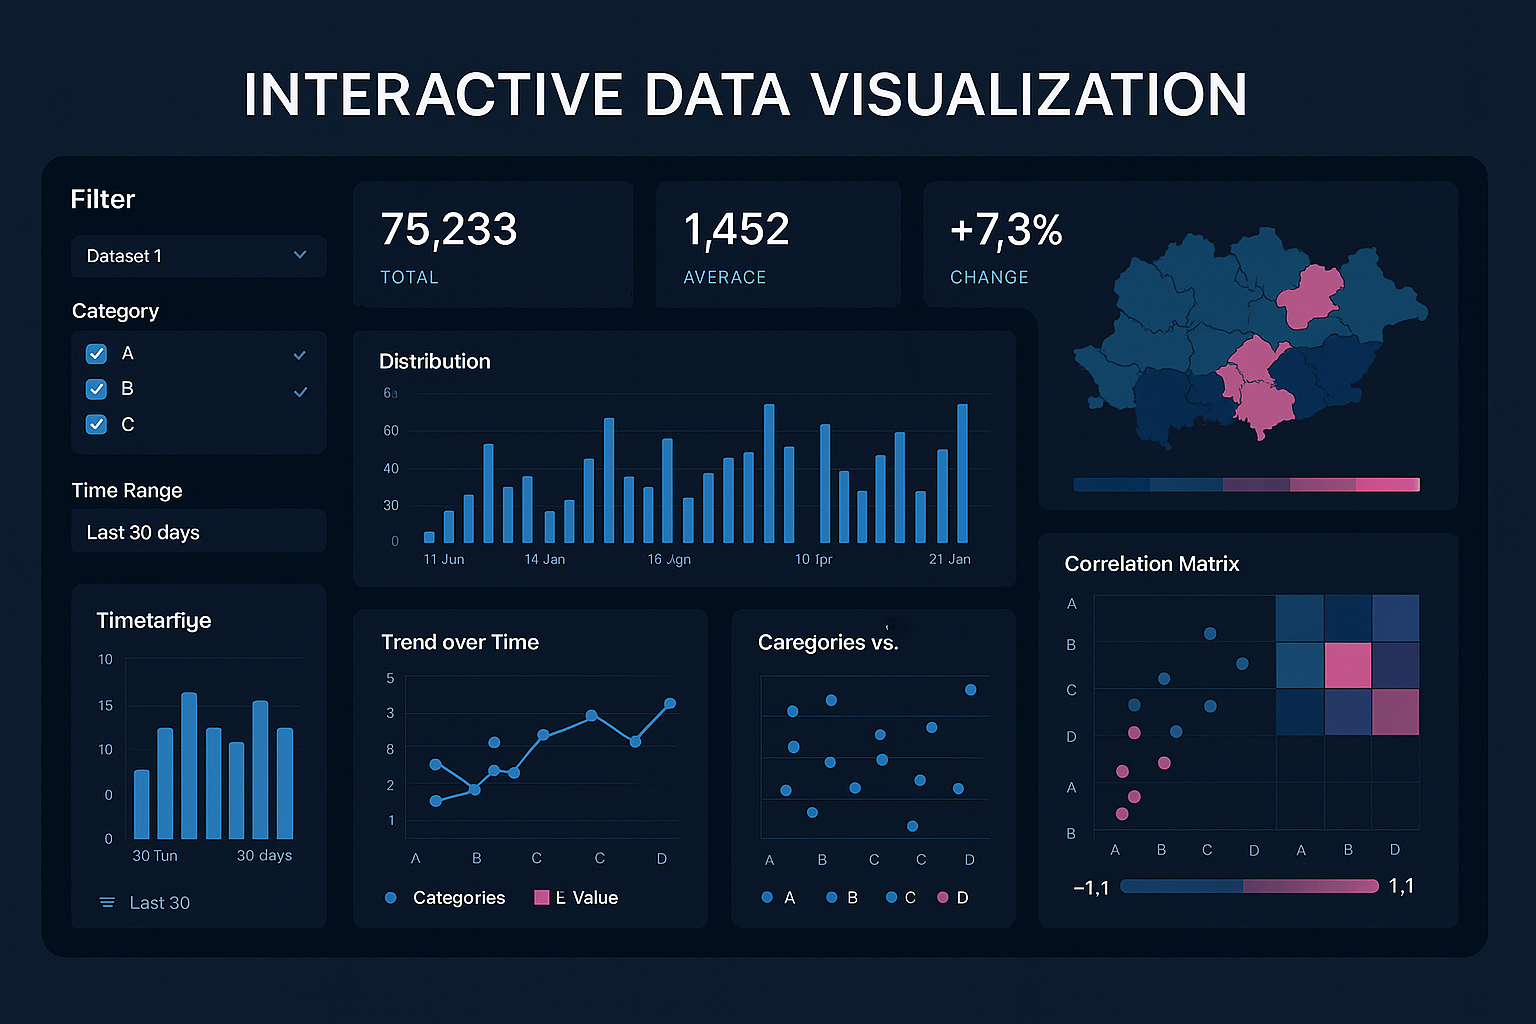 INTERACTIVE DATA VISUALIZATION
Filter
Dataset 1
Category
A
B
C
Time Range
Last 30 days
75,233
TOTAL
1,452
AVERACE
+7,3%
CHANGE
Distribution
60
40
30
0
11 Jun
14 Jan
16 Agn
10 Ipr
21 Jan
Timetarfiye
10
15
10
0
0
30 Tun
30 days
Last 30
Trend over Time
5
3
8
2
1
A B C C D
Categories
E Value
Caregories vs.
A B C C D
A B C D
Correlation Matrix
A
B
C
D
A
B
A B C D A B D
−1,1
1,1